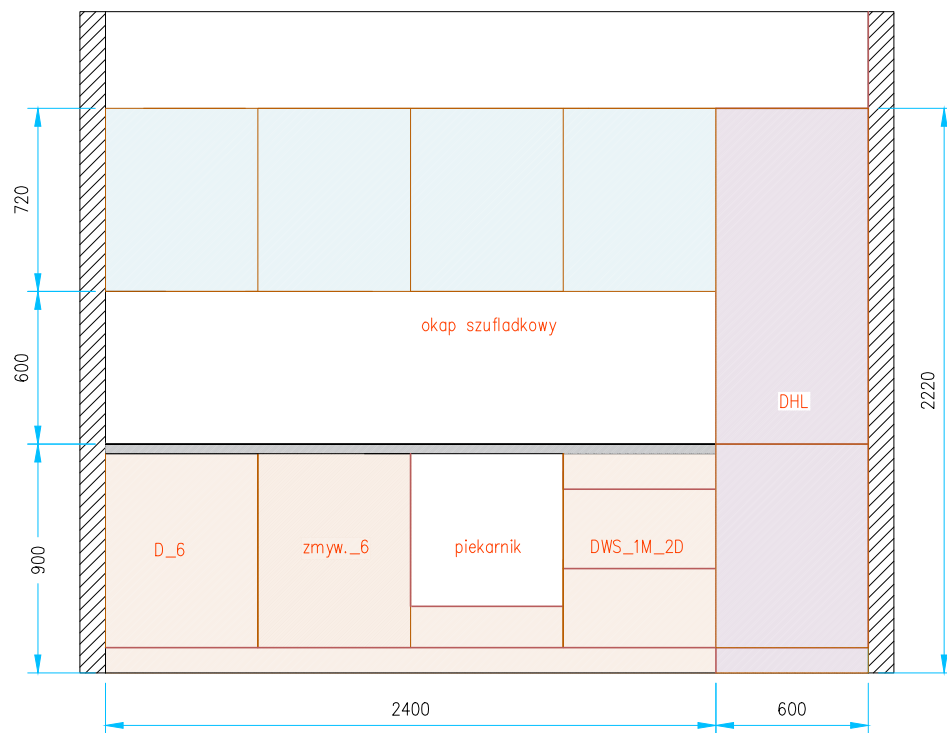 720
okap szufladkowy
600
2220
DHL
900
D_6
zmyw._6
piekarnik
DWS_1M_2D
2400
600